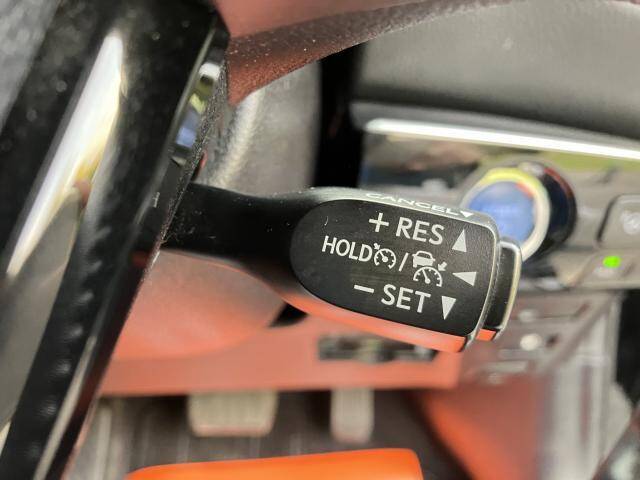 CANCEL▼
+ RES ▲
HOLD /
− SET ▼